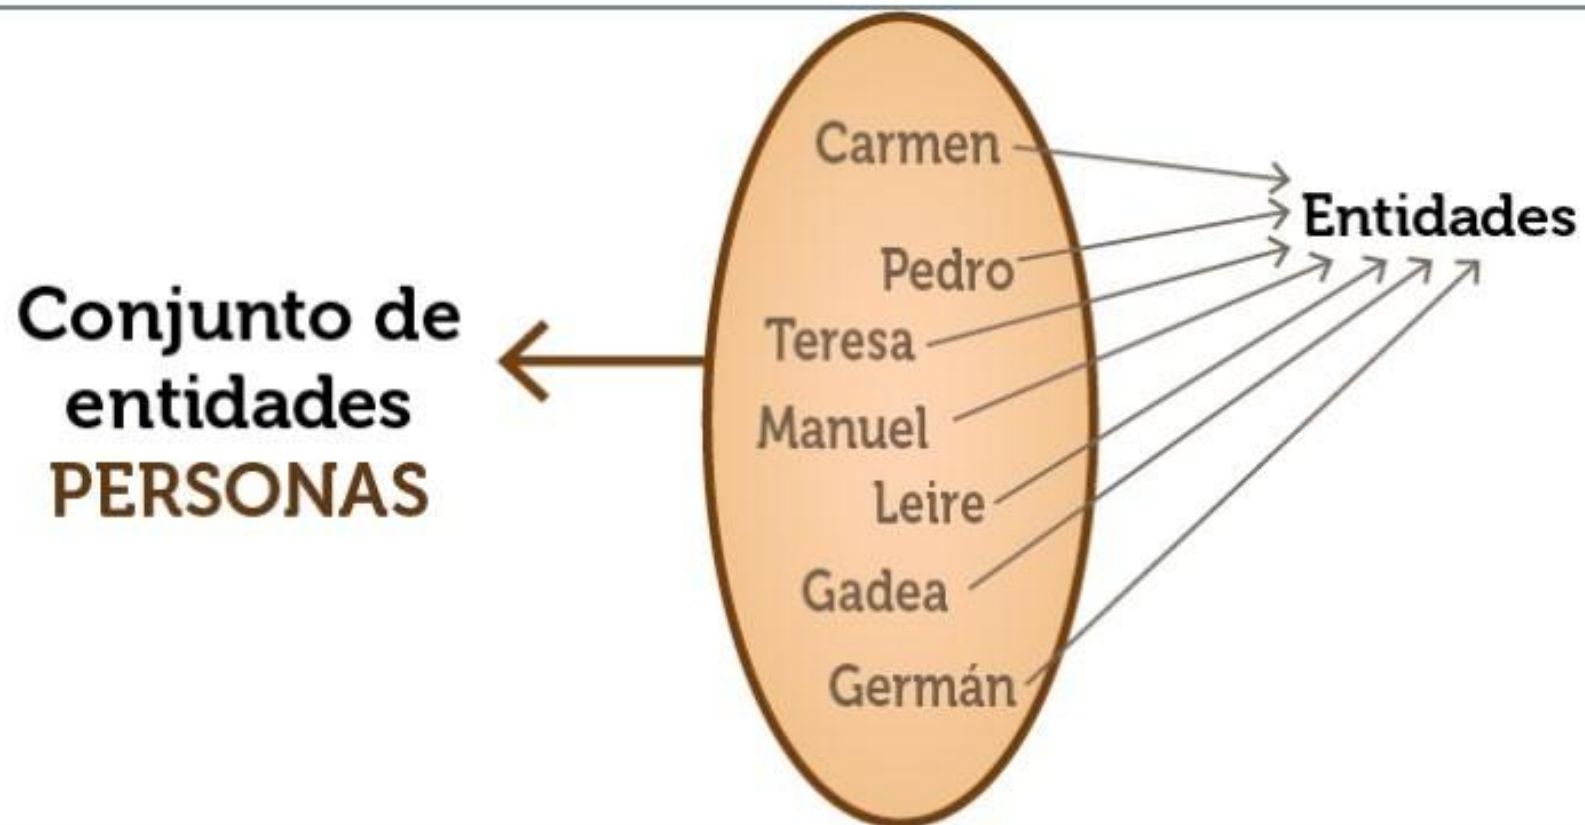 Conjunto de
entidades
PERSONAS
Carmen
Pedro
Teresa
Manuel
Leire
Gadea
Germán
Entidades